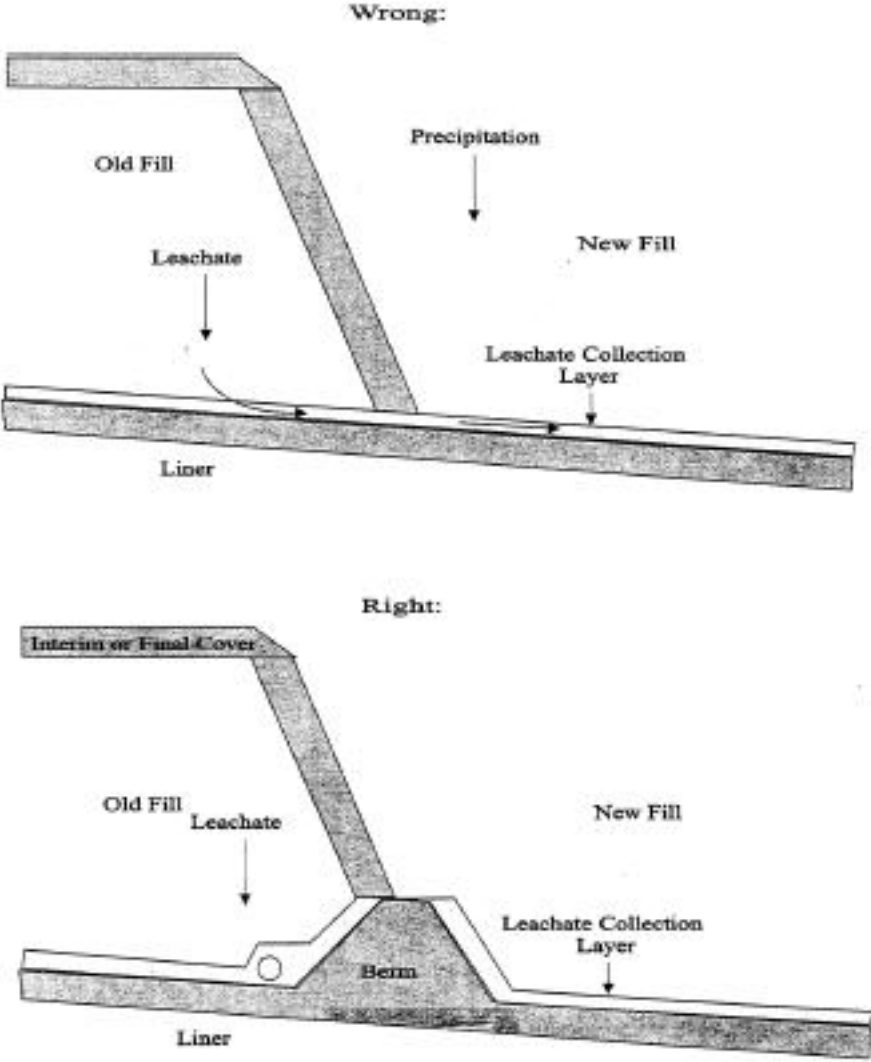 Wrong:
Old Fill
Precipitation
New Fill
Leachate
Leachate Collection
Layer
Liner
Right:
Interim or Final Cover
Old Fill
Leachate
New Fill
Leachate Collection
Layer
Berm
Liner